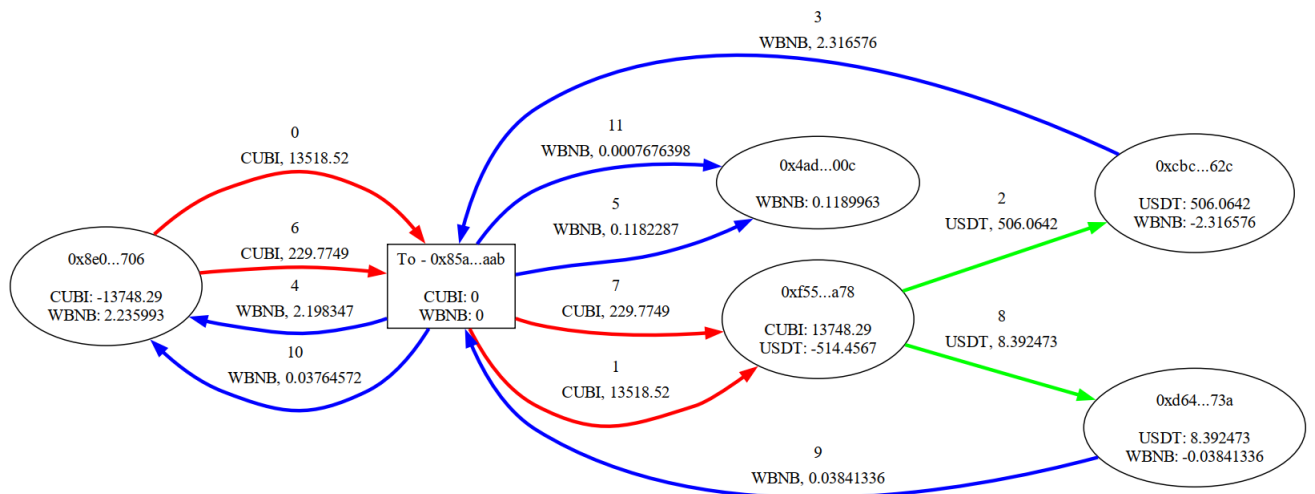 3
WBNB, 2.316576
0
CUBI, 13518.52
11
WBNB, 0.0007676398
0x4ad...00c
WBNB: 0.1189963
0xcbc...62c
USDT: 506.0642
WBNB: -2.316576
2
USDT, 506.0642
5
WBNB, 0.1182287
6
CUBI, 229.7749
0x8e0...706
CUBI: -13748.29
WBNB: 2.235993
To - 0x85a...aab
CUBI: 0
WBNB: 0
4
WBNB, 2.198347
7
CUBI, 229.7749
0xf55...a78
CUBI: 13748.29
USDT: -514.4567
8
USDT, 8.392473
10
WBNB, 0.03764572
1
CUBI, 13518.52
0xd64...73a
USDT: 8.392473
WBNB: -0.03841336
9
WBNB, 0.03841336